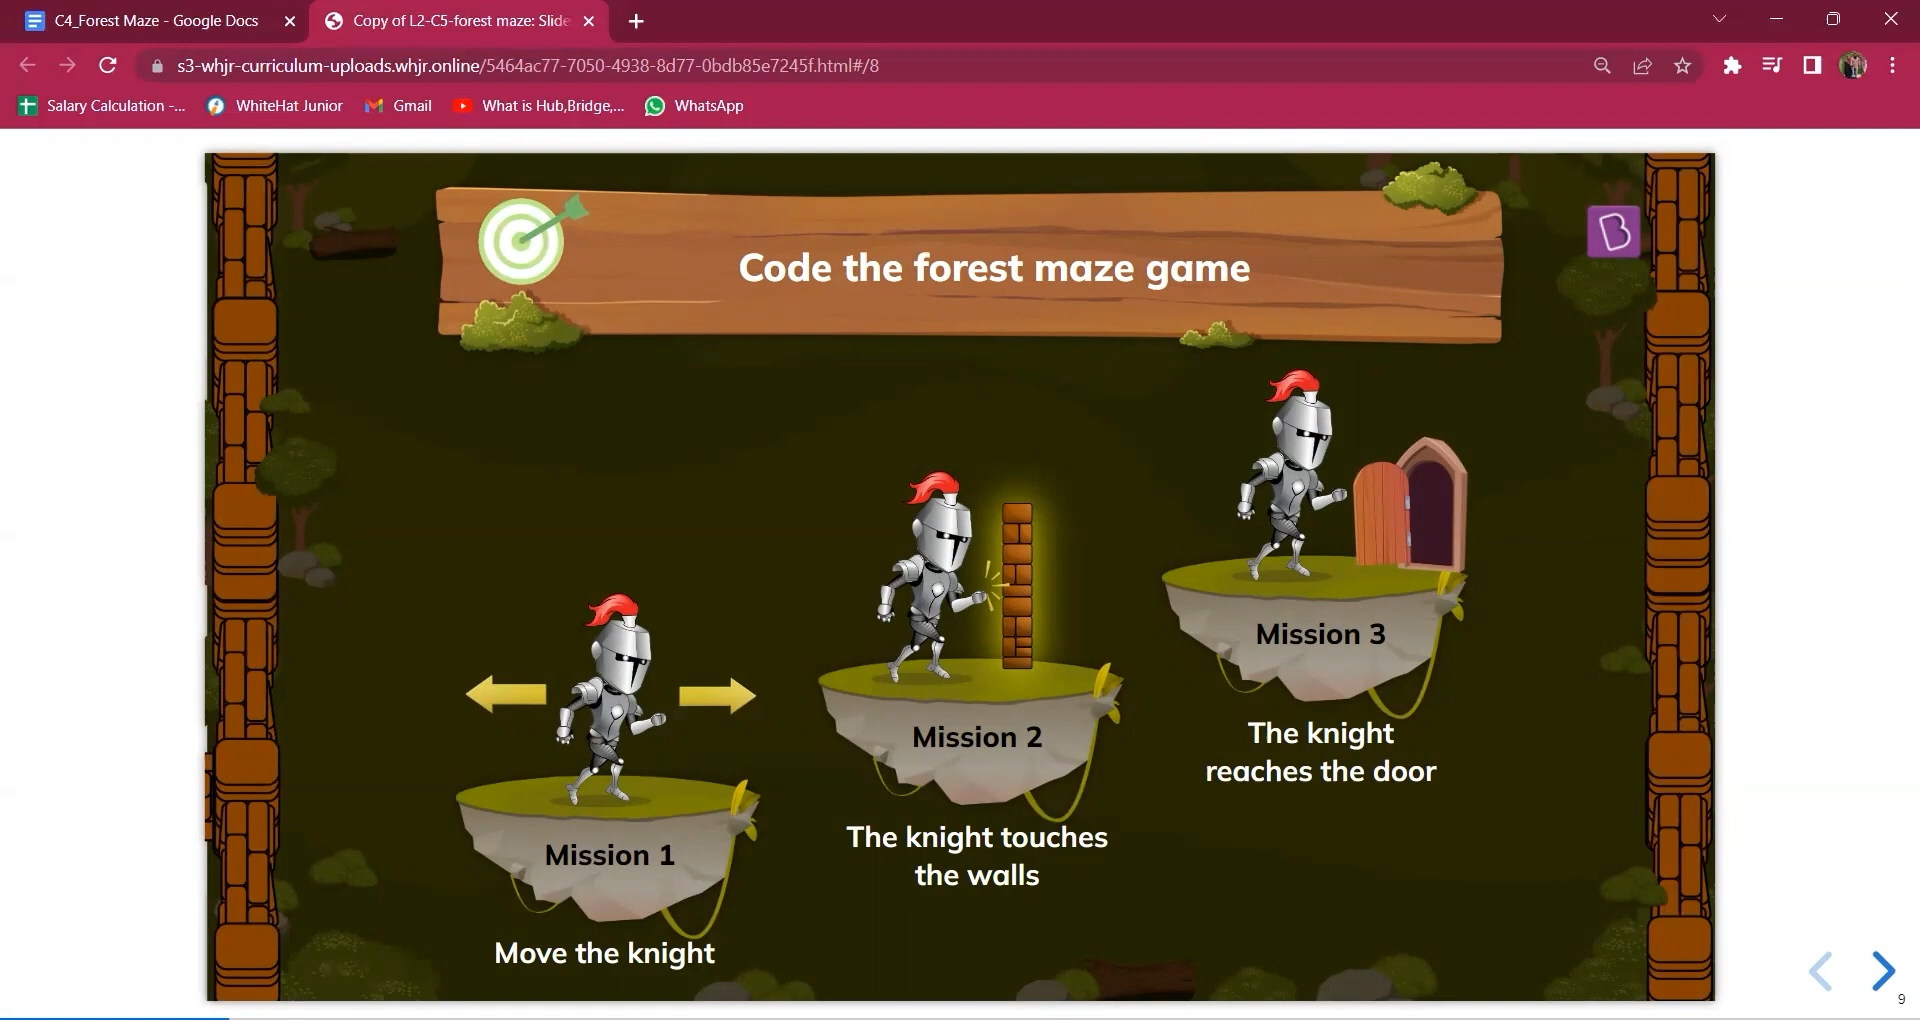 C4_Forest Maze - Google Docs
Copy of L2-C5-forest maze: Slide
s3-whjr-curriculum-uploads.whjr.online/5464ac77-7050-4938-8d77-0bdb85e7245f.html#/8
Salary Calculation -...
WhiteHat Junior
Gmail
What is Hub,Bridge,...
WhatsApp
B
Code the forest maze game
Mission 3
The knight
reaches the door
Mission 2
The knight touches
the walls
Mission 1
Move the knight
9